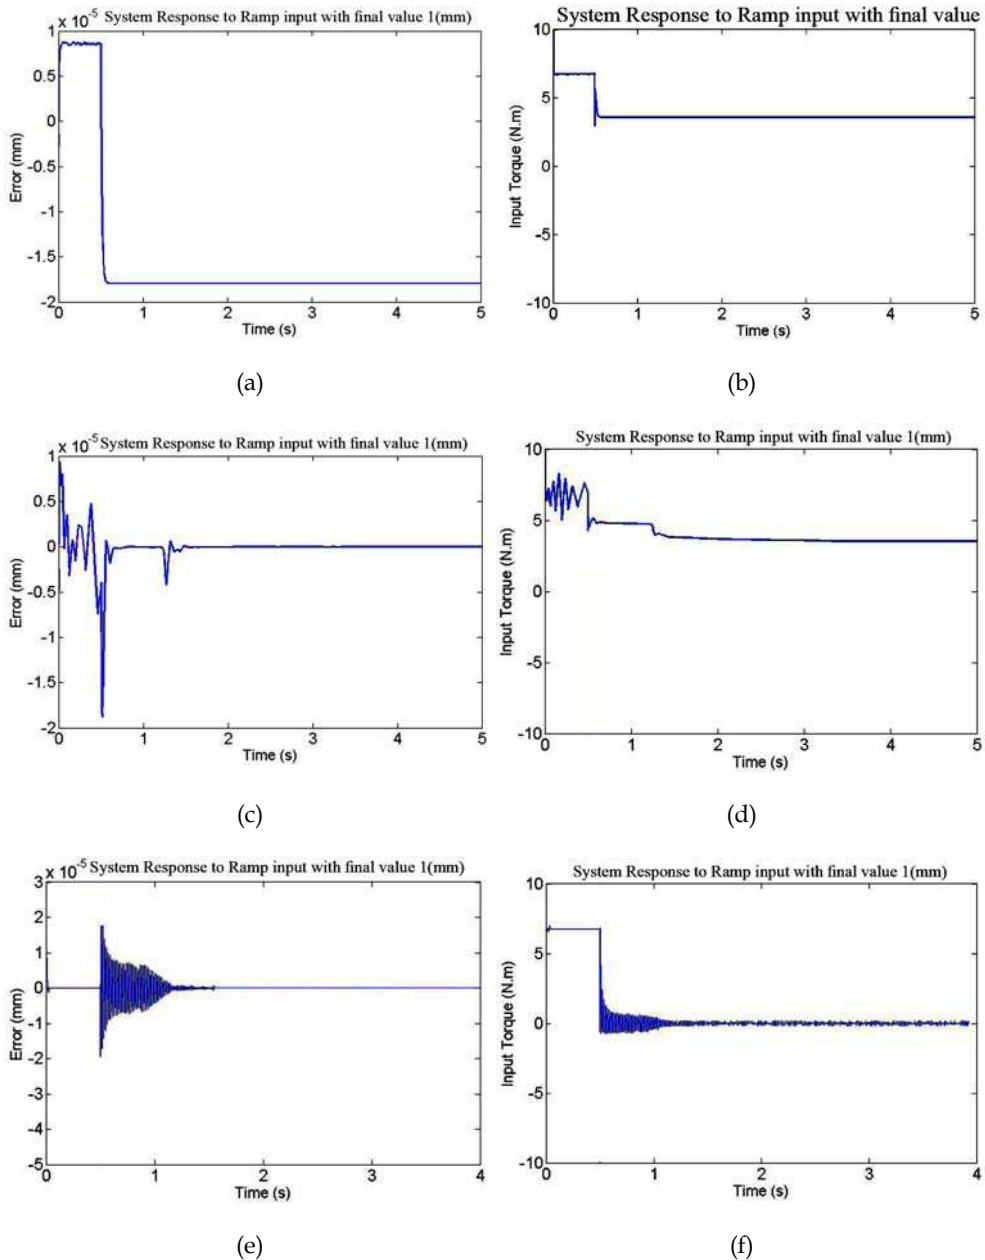 System Response to Ramp input with final value 1(mm)
x 10-5
1
0.5
0
-0.5
-1
-1.5
-2
Error (mm)
0 1 2 3 4 5
Time (s)
(a)
System Response to Ramp input with final value
10
5
0
-5
-10
Input Torque (N.m)
0 1 2 3 4 5
Time (s)
(b)
x 10-5 System Response to Ramp input with final value 1(mm)
1
0.5
0
-0.5
-1
-1.5
-2
Error (mm)
0 1 2 3 4 5
Time (s)
(c)
System Response to Ramp input with final value 1(mm)
10
5
0
-5
-10
Input Torque (N.m)
0 1 2 3 4 5
Time (s)
(d)
x 10-5 System Response to Ramp input with final value 1(mm)
3
2
1
0
-1
-2
-3
-4
-5
Error (mm)
0 1 2 3 4
Time (s)
(e)
System Response to Ramp input with final value 1(mm)
10
5
0
-5
-10
Input Torque (N.m)
0 1 2 3 4
Time (s)
(f)